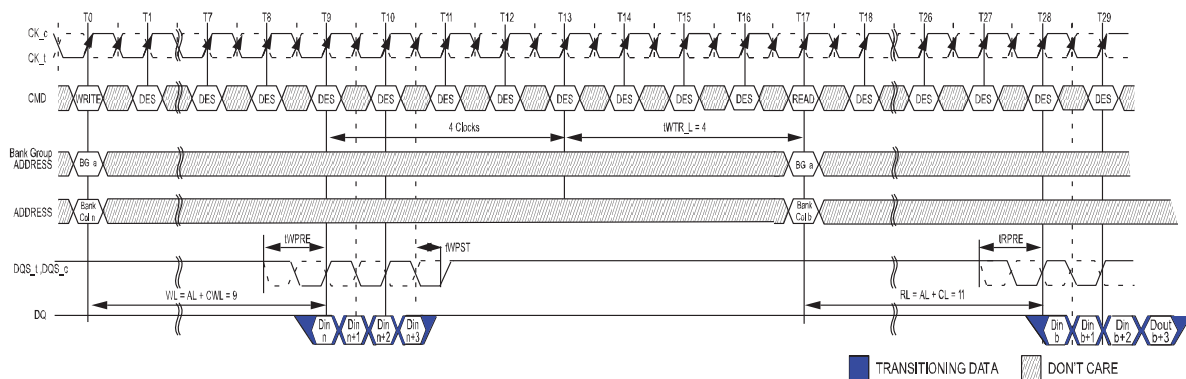 T0 T1 T7 T8 T9 T10 T11 T12 T13 T14 T15 T16 T17 T18 T26 T27 T28 T29
CK_c
CK_t
CMD WRITE DES DES DES DES DES DES DES DES DES DES DES READ DES DES DES DES DES
4 Clocks tWTR_L = 4
Bank Group
ADDRESS BG a BG a
ADDRESS Bank Col n Bank Col b
tWPRE tWPST tRPRE
DQS_t ,DQS_c
WL = AL + CWL = 9 RL = AL + CL = 11
DQ Din n Din n+1 Din n+2 Din n+3 Din b Din b+1 Din b+2 Dout b+3
TRANSITIONING DATA DON'T CARE